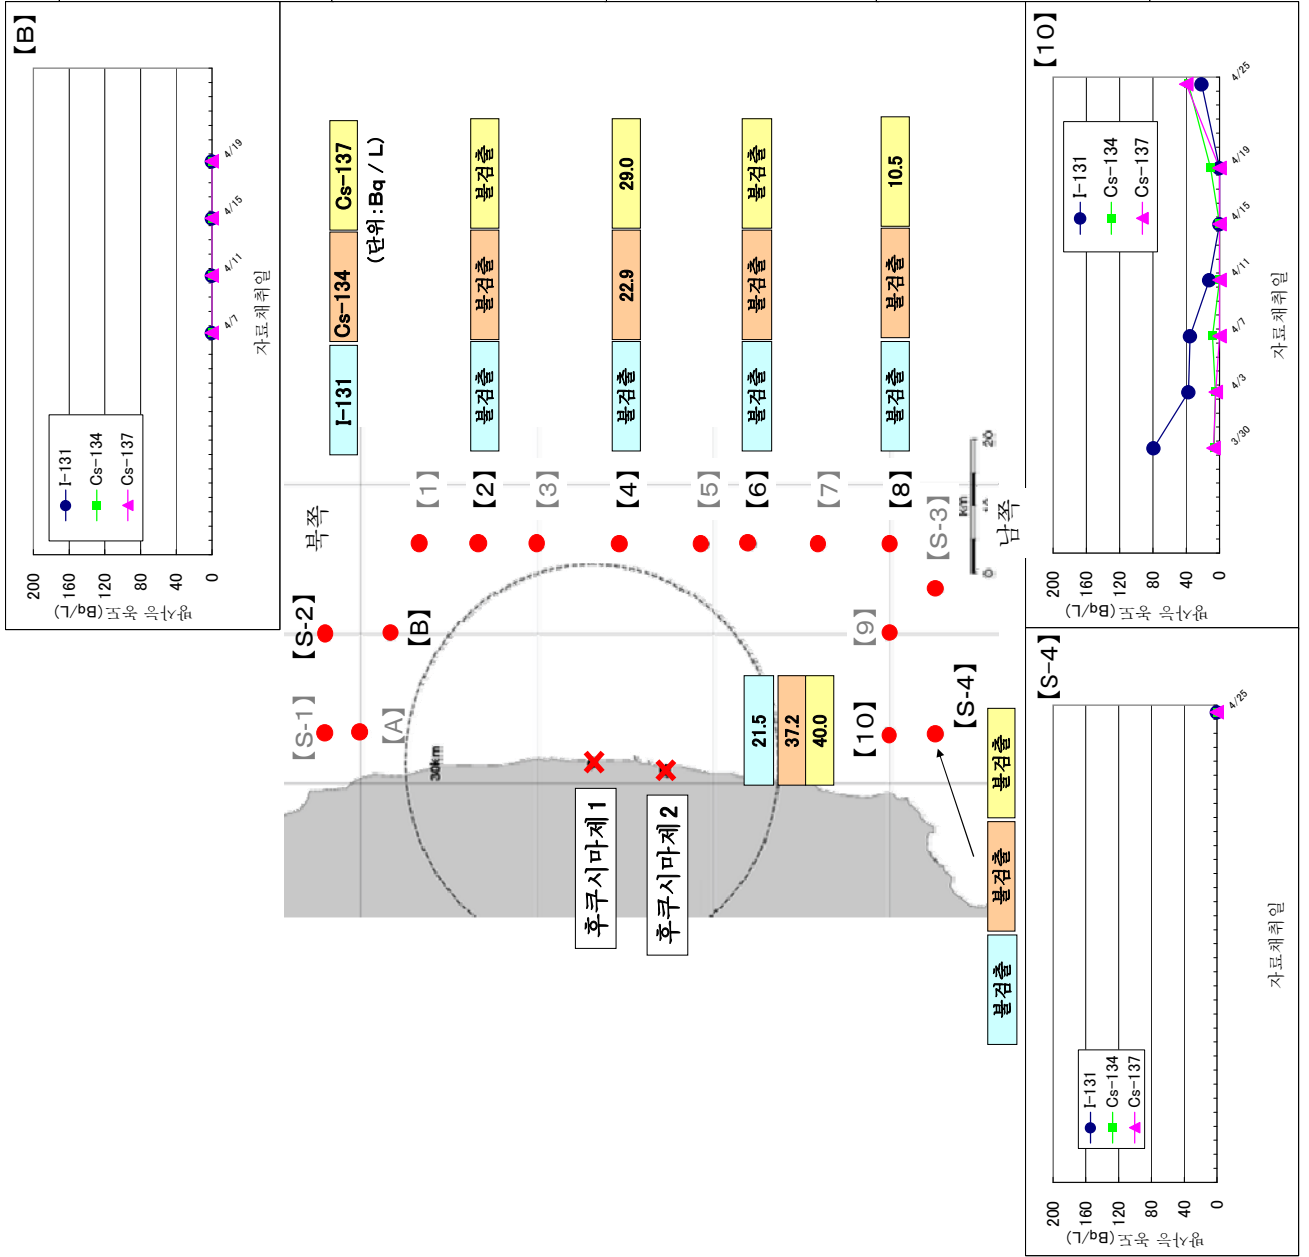 【B】
200
160
120
80
40
0
방사능 농도(Bq/L)
I-131
Cs-134
Cs-137
4/7
4/11
4/15
4/19
자료채취일
I-131 Cs-134 Cs-137
(단위:Bq / L)
불검출 불검출 불검출
불검출 22.9 29.0
불검출 불검출 불검출
불검출 불검출 10.5
북쪽
【1】
【2】
【3】
【4】
【5】
【6】
【7】
【8】
【S-3】
남쪽
km
0
20
【S-2】
【B】
【9】
【S-1】
【A】
30km
21.5
37.2
40.0
【10】
【S-4】
후쿠시마제1
후쿠시마제2
불검출 불검출 불검출
【10】
200
160
120
80
40
0
방사능 농도(Bq/L)
I-131
Cs-134
Cs-137
3/30
4/3
4/7
4/11
4/15
4/19
4/25
자료채취일
【S-4】
200
160
120
80
40
0
방사능 농도(Bq/L)
I-131
Cs-134
Cs-137
4/25
자료채취일